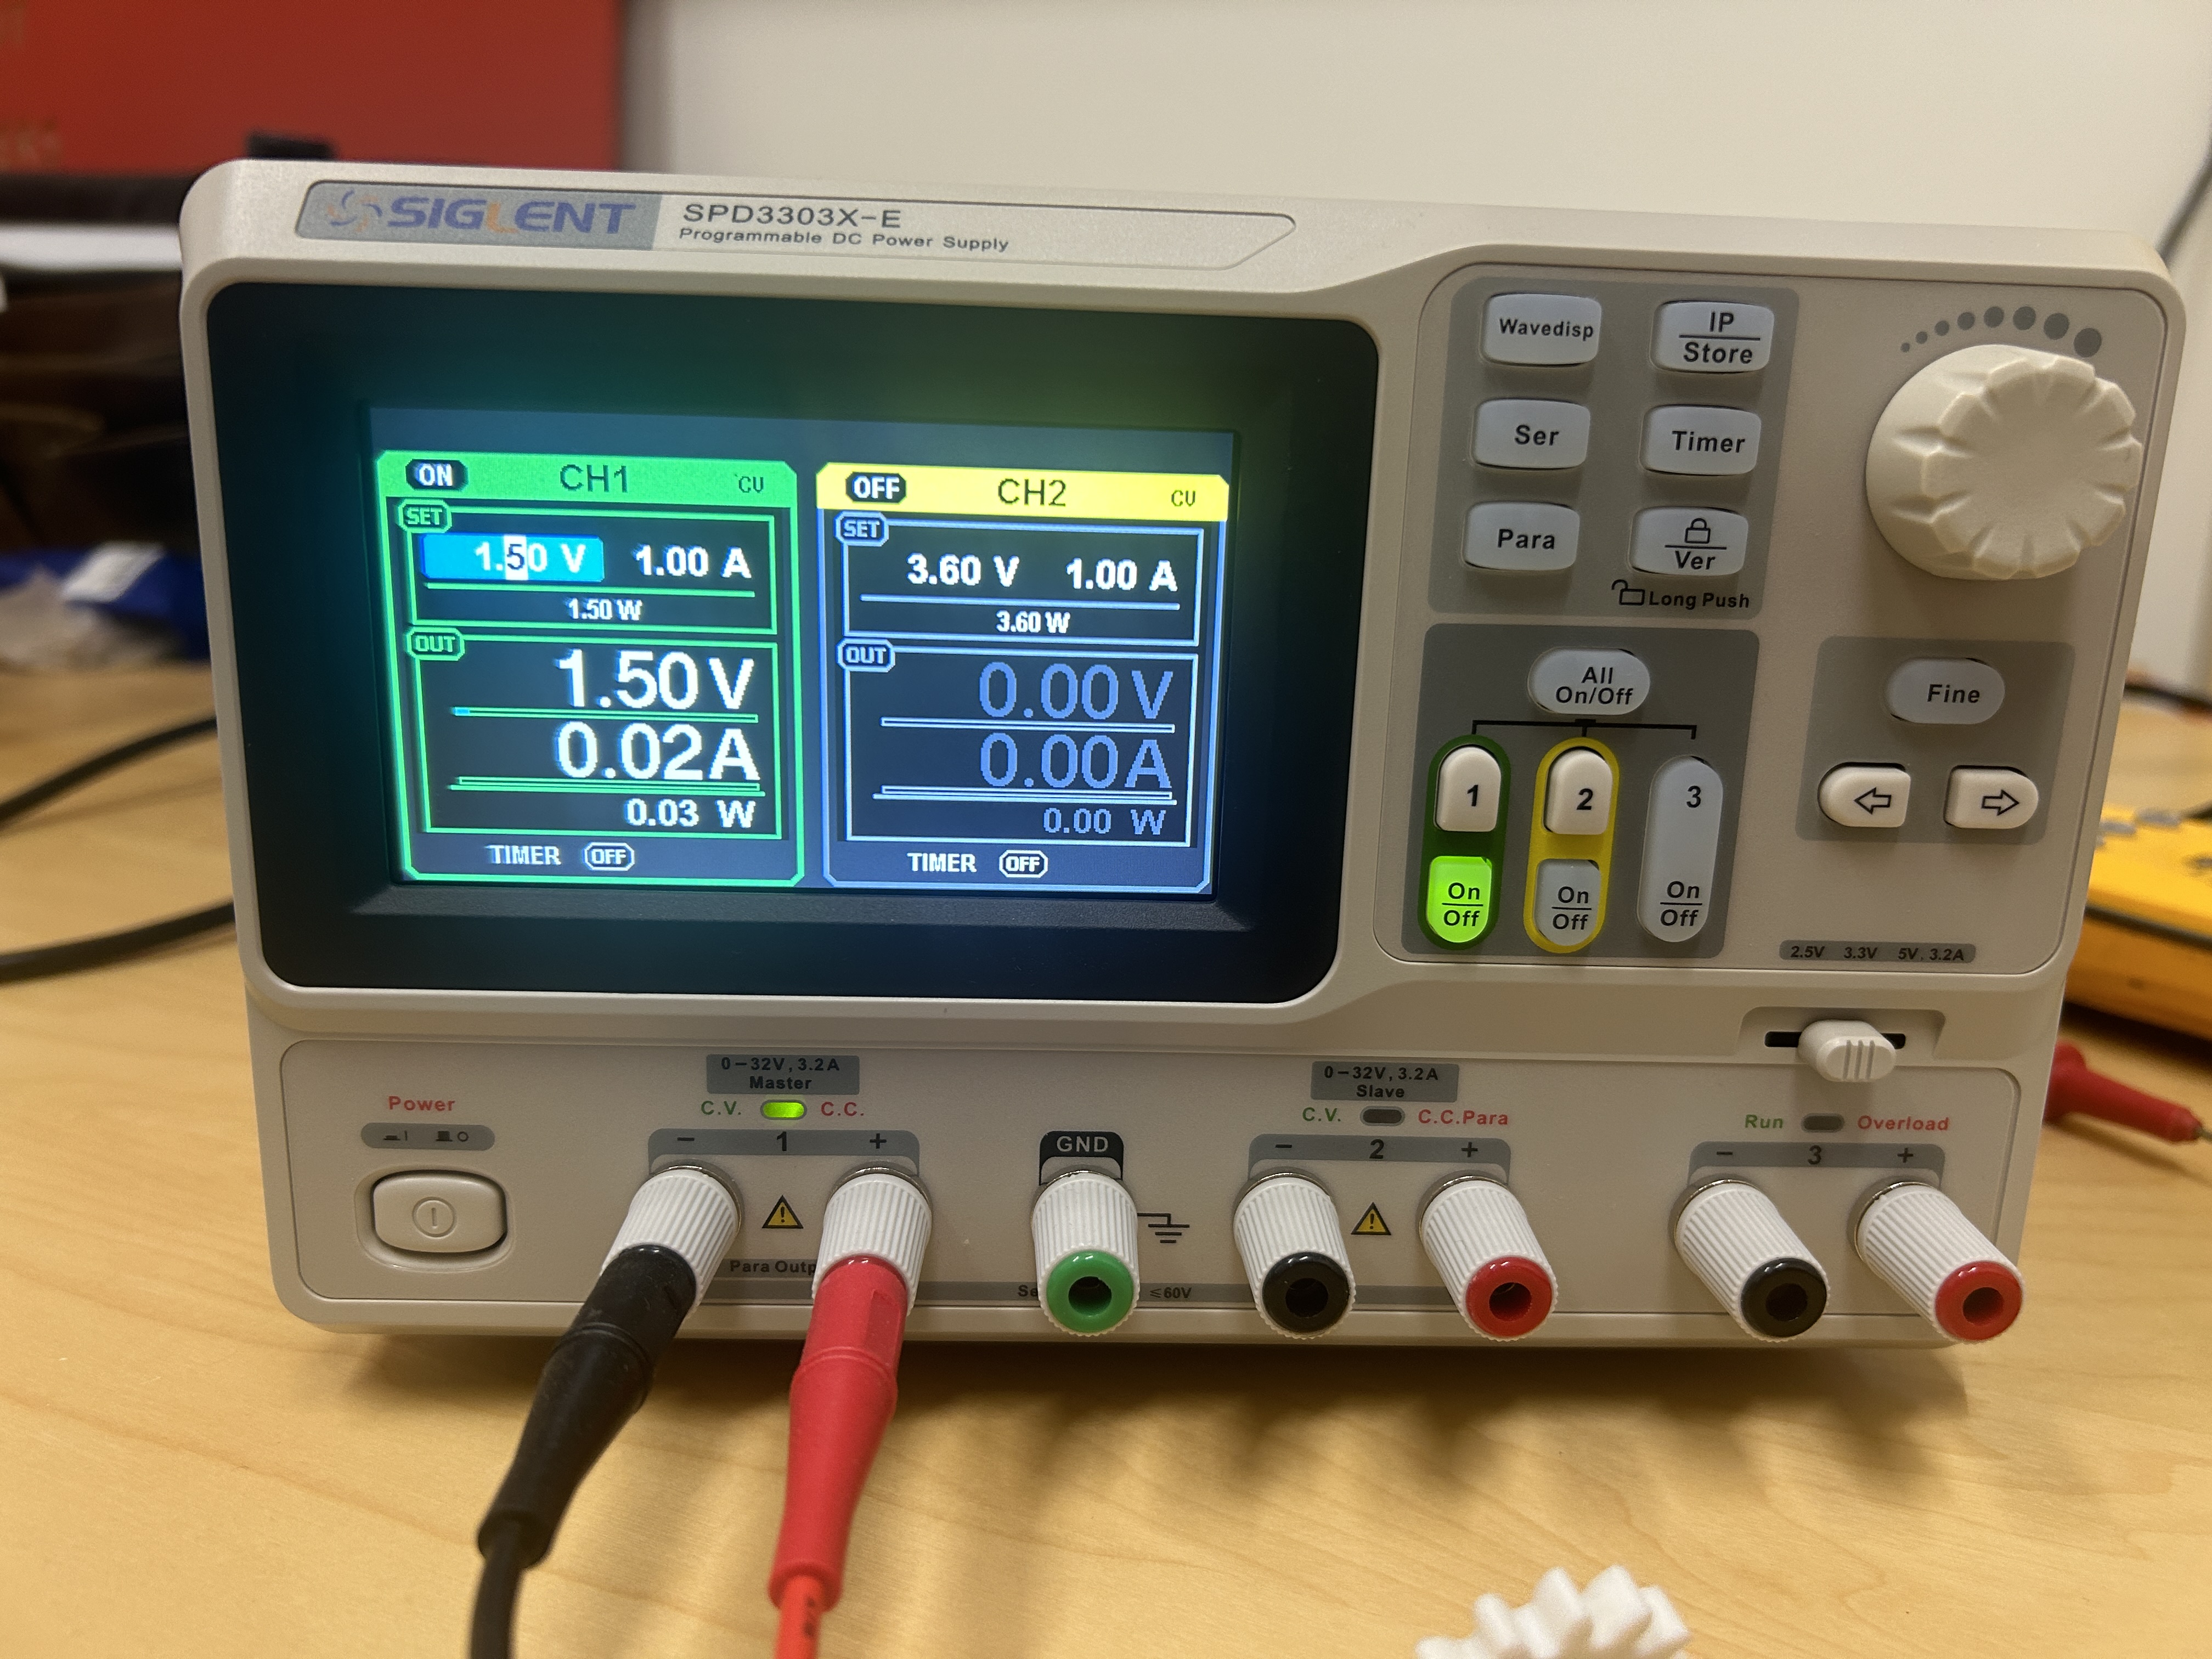 SIGLENT SPD3303X-E
Programmable DC Power Supply
ON CH1 CV
SET
1.50 V 1.00 A
1.50 W
OUT
1.50 V
0.02 A
0.03 W
TIMER OFF
OFF CH2 CV
SET
3.60 V 1.00 A
3.60 W
OUT
0.00 V
0.00 A
0.00 W
TIMER OFF
Wavedisp
IP
Store
Ser
Timer
Para
Ver
Long Push
All
On/Off
1
2
3
On
Off
On
Off
On
Off
Fine
2.5V 3.3V 5V, 3.2A
Power
0-32V, 3.2A
Master
C.V. C.C.
- 1 +
Para Outp
GND
≤60V
0-32V, 3.2A
Slave
C.V. C.C.Para
- 2 +
Run Overload
- 3 +